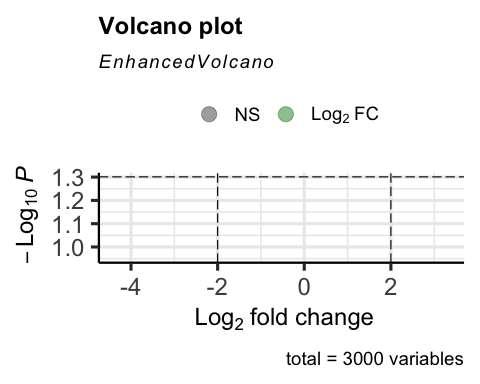 Volcano plot
EnhancedVolcano
NS Log₂ FC
− Log₁₀ P
1.3
1.2
1.1
1.0
-4 -2 0 2
Log₂ fold change
total = 3000 variables